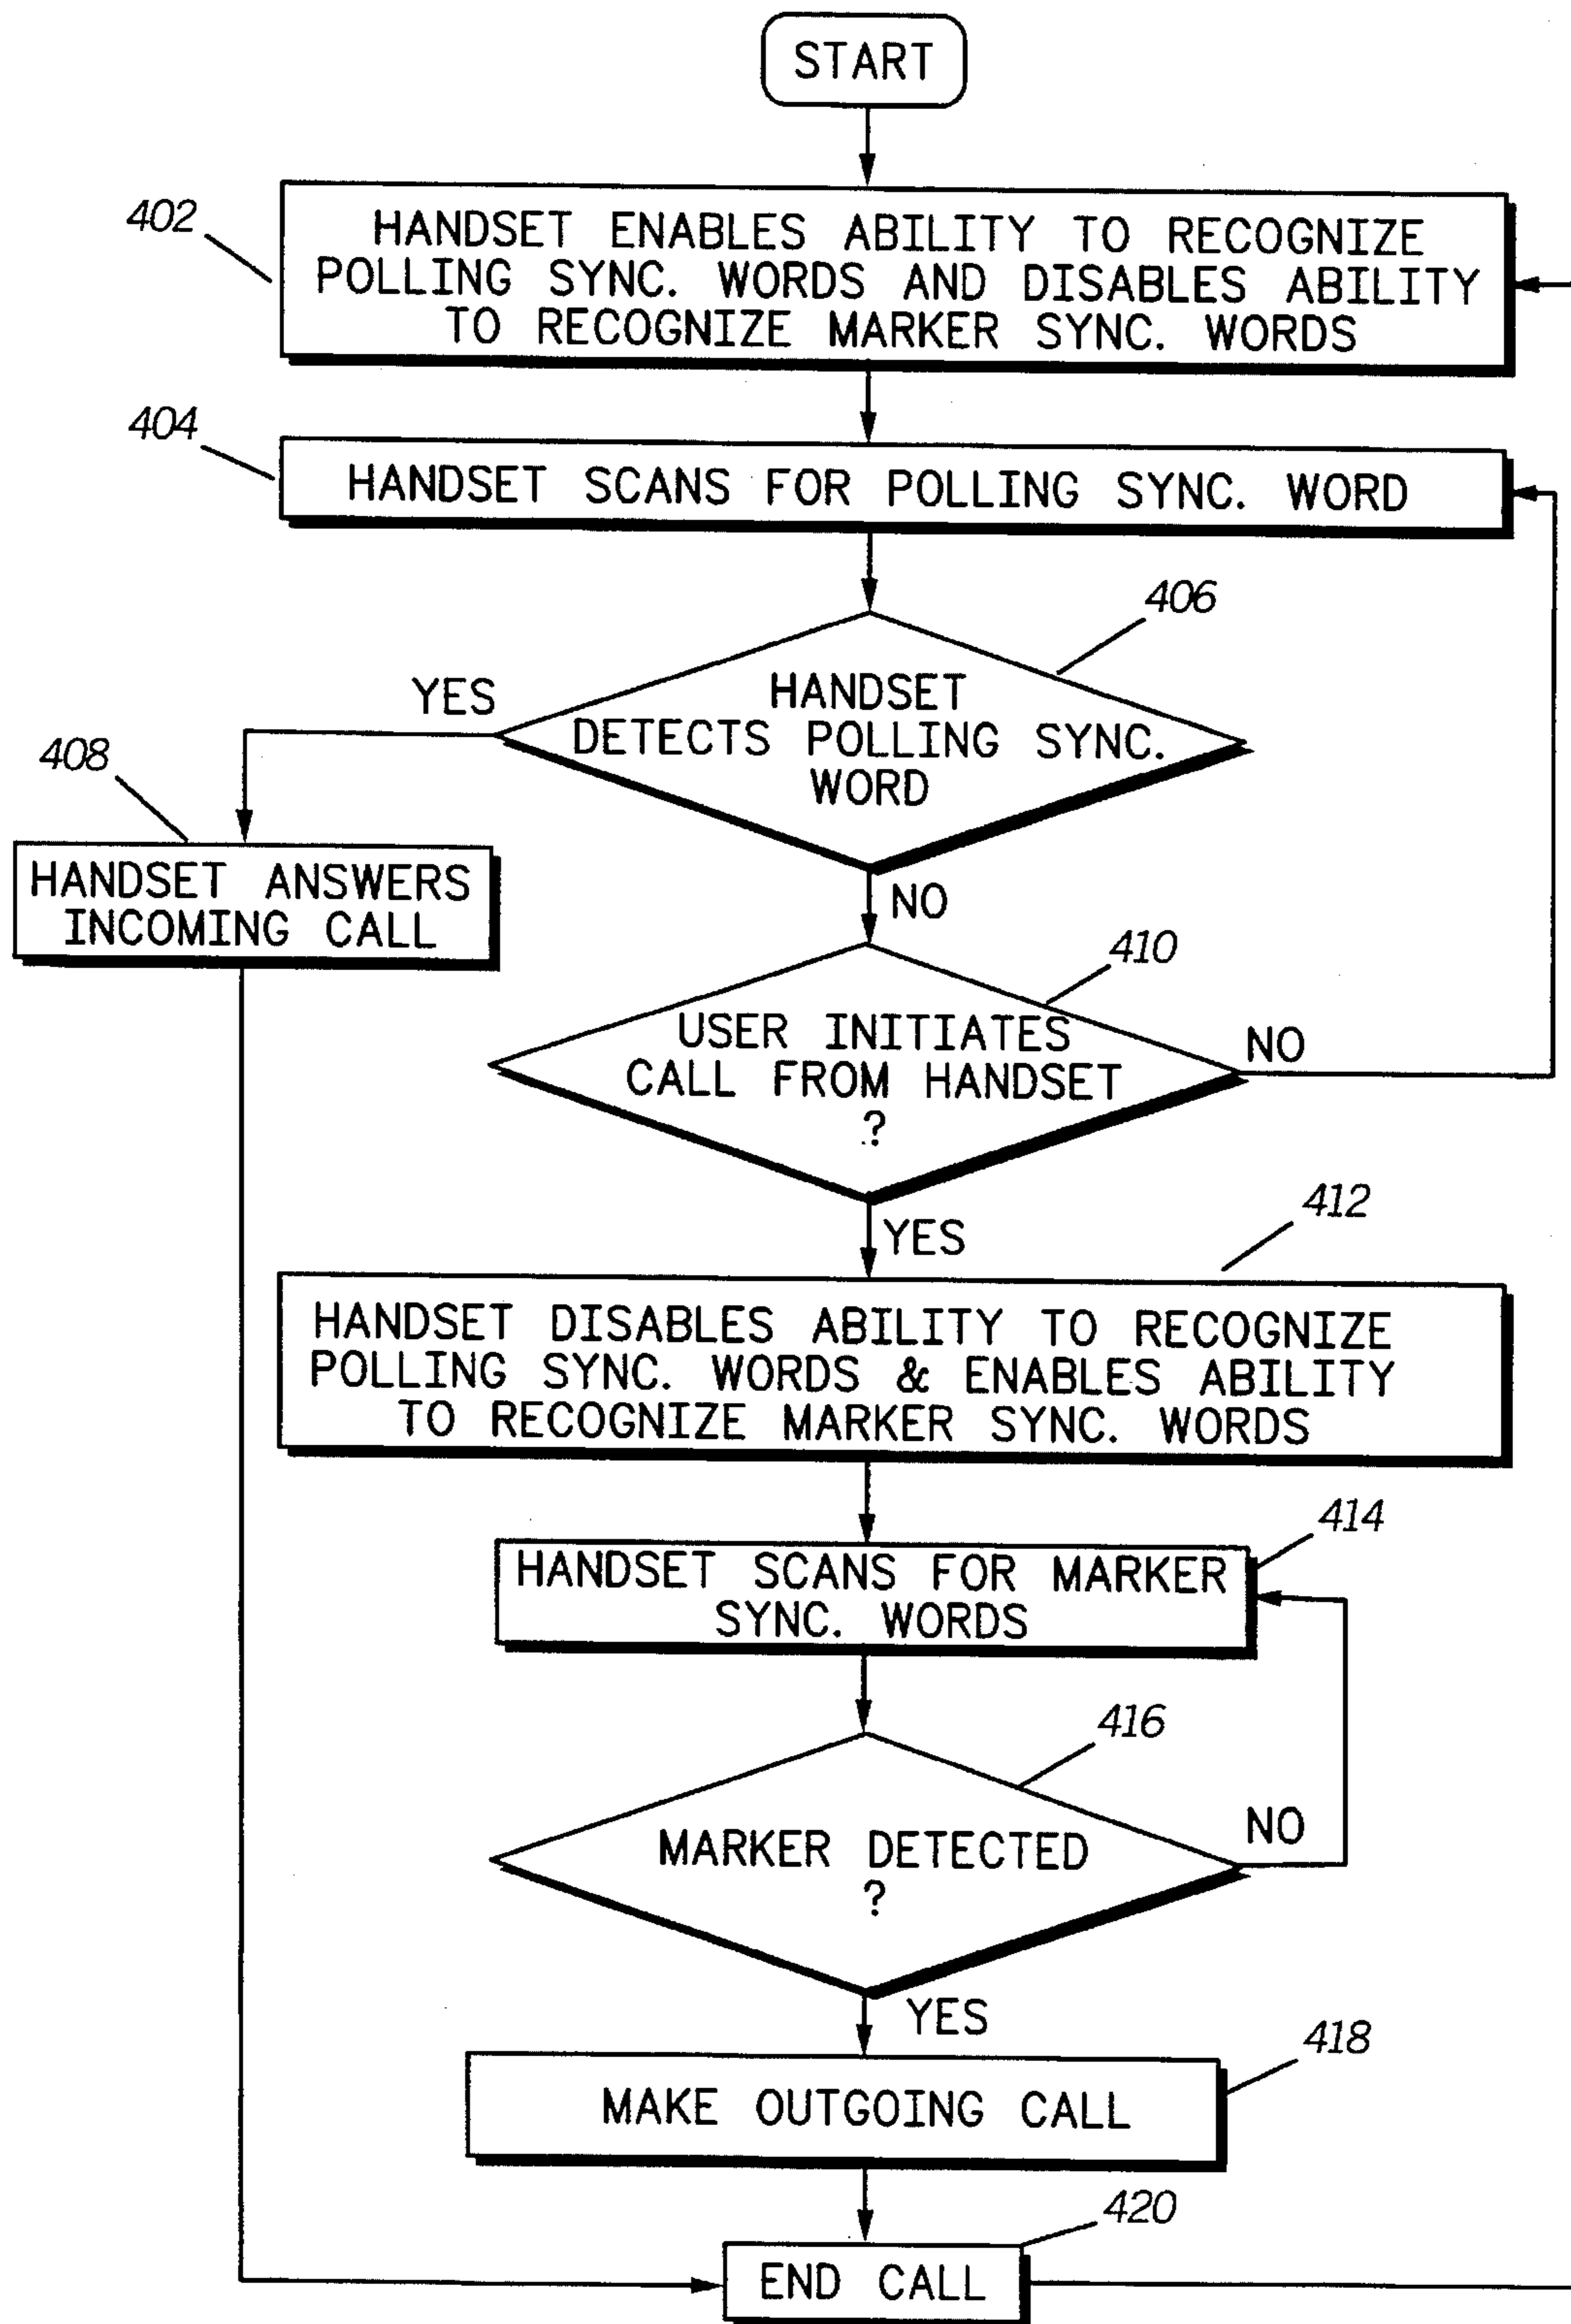 START
402
HANDSET ENABLES ABILITY TO RECOGNIZE
POLLING SYNC. WORDS AND DISABLES ABILITY
TO RECOGNIZE MARKER SYNC. WORDS
404
HANDSET SCANS FOR POLLING SYNC. WORD
406
YES
HANDSET
DETECTS POLLING SYNC.
WORD
408
HANDSET ANSWERS
INCOMING CALL
NO
410
USER INITIATES
CALL FROM HANDSET
?
NO
YES
412
HANDSET DISABLES ABILITY TO RECOGNIZE
POLLING SYNC. WORDS & ENABLES ABILITY
TO RECOGNIZE MARKER SYNC. WORDS
414
HANDSET SCANS FOR MARKER
SYNC. WORDS
416
MARKER DETECTED
?
NO
YES
418
MAKE OUTGOING CALL
420
END CALL